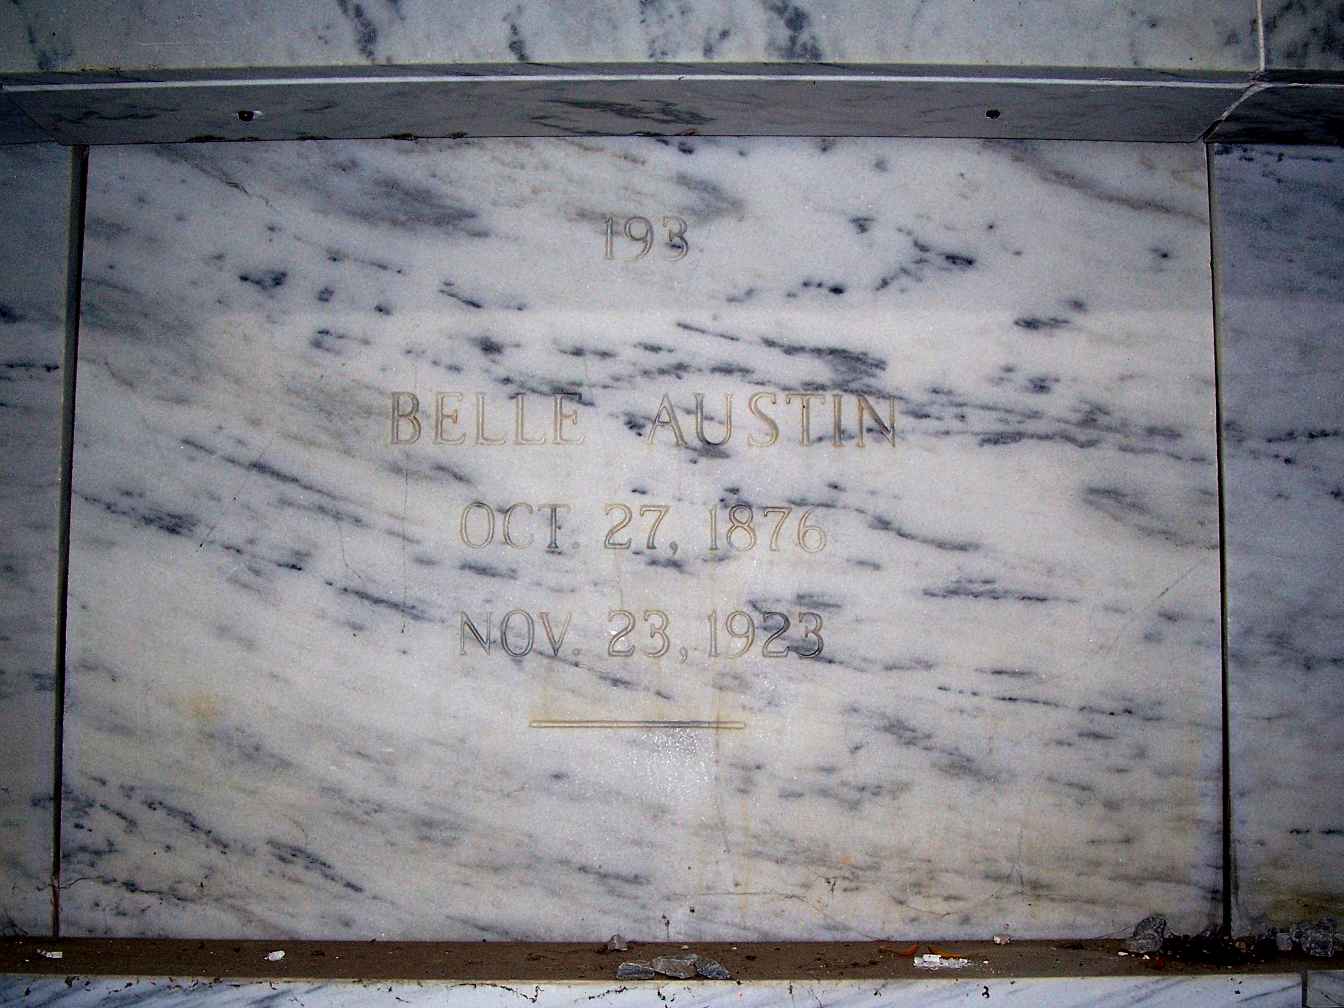 193
BELLE AUSTIN
OCT. 27, 1876
NOV. 23, 1923